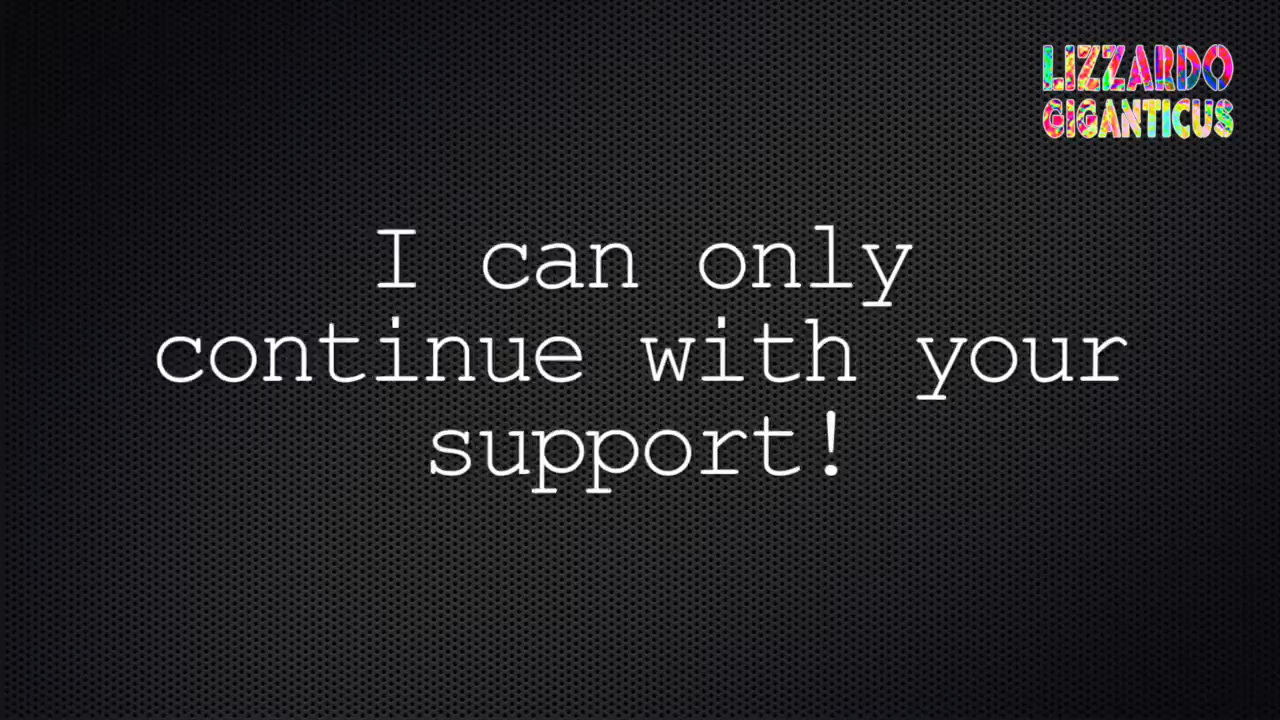 LIZZARDO
GIGANTICUS
I can only
continue with your
support!